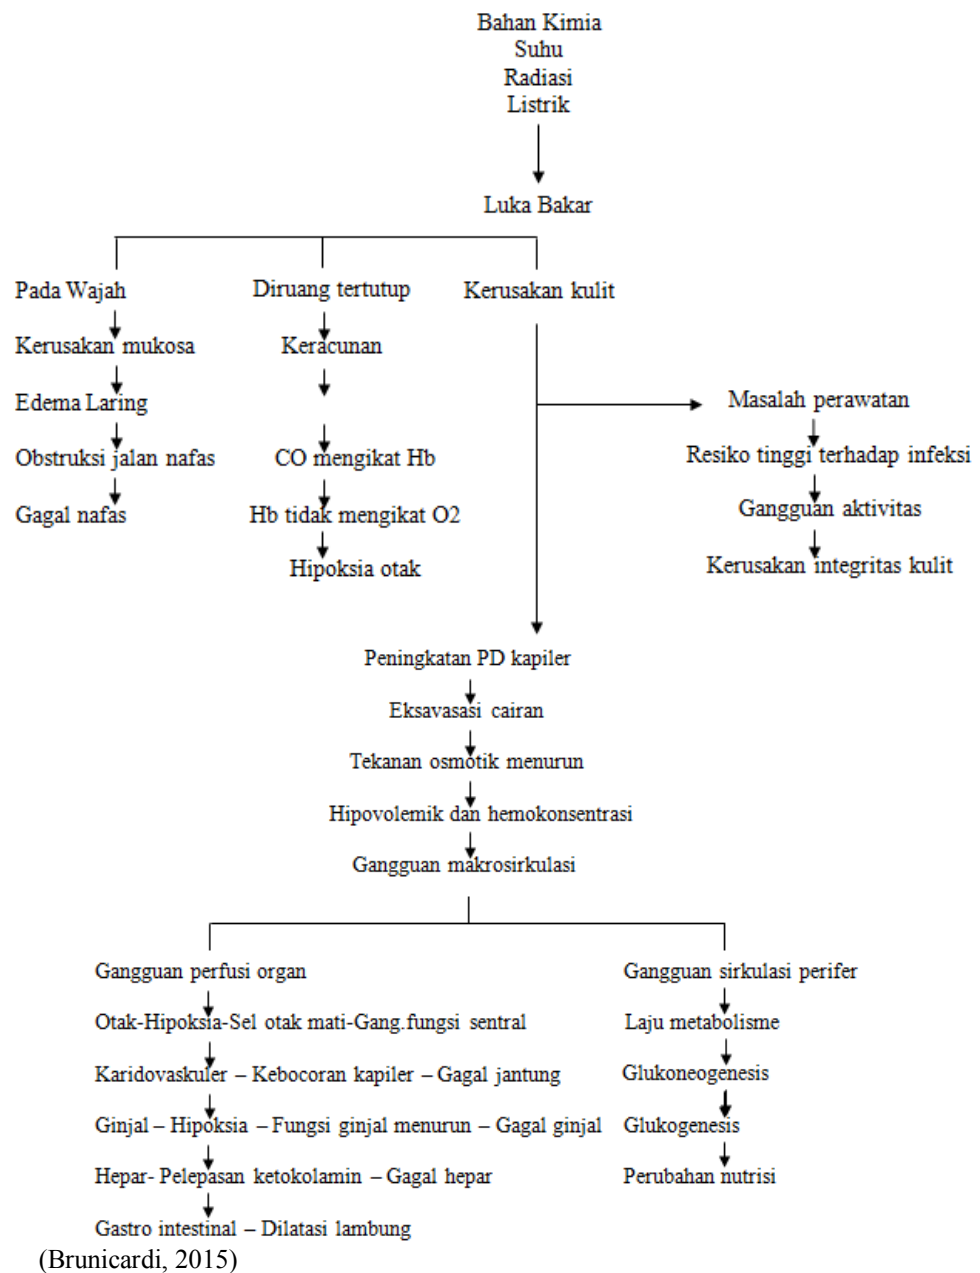 Bahan Kimia
Suhu
Radiasi
Listrik
Luka Bakar
Pada Wajah
Kerusakan mukosa
Edema Laring
Obstruksi jalan nafas
Gagal nafas
Diruang tertutup
Keracunan
CO mengikat Hb
Hb tidak mengikat O2
Hipoksia otak
Kerusakan kulit
Masalah perawatan
Resiko tinggi terhadap infeksi
Gangguan aktivitas
Kerusakan integritas kulit
Peningkatan PD kapiler
Eksavasasi cairan
Tekanan osmotik menurun
Hipovolemik dan hemokonsentrasi
Gangguan makrosirkulasi
Gangguan perfusi organ
Otak-Hipoksia-Sel otak mati-Gang.fungsi sentral
Karidovaskuler – Kebocoran kapiler – Gagal jantung
Ginjal – Hipoksia – Fungsi ginjal menurun – Gagal ginjal
Hepar- Pelepasan ketokolamin – Gagal hepar
Gastro intestinal – Dilatasi lambung
Gangguan sirkulasi perifer
Laju metabolisme
Glukoneogenesis
Glukogenesis
Perubahan nutrisi
(Brunicardi, 2015)